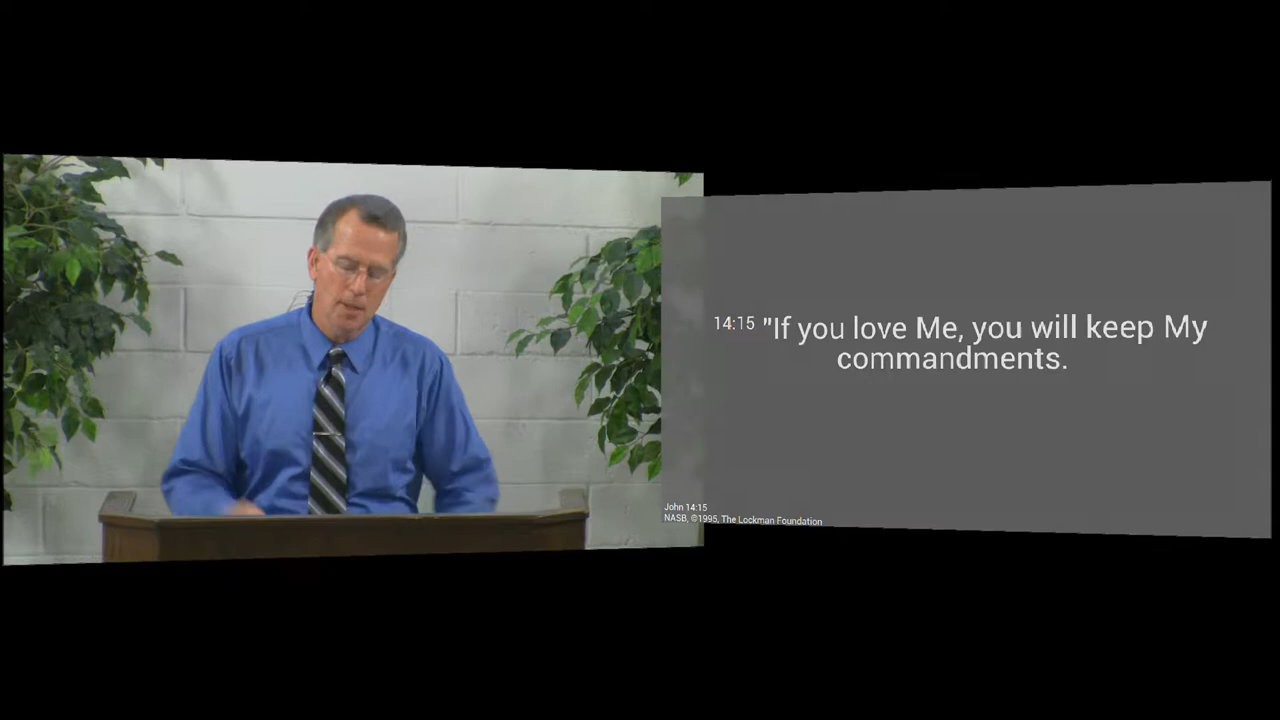 14:15 "If you love Me, you will keep My
commandments.
John 14:15
NASB, ©1995, The Lockman Foundation